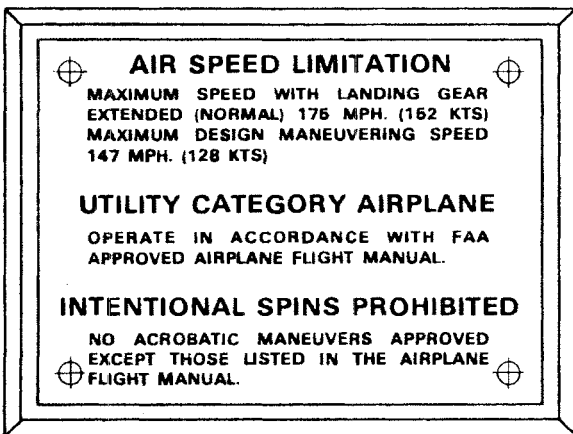 AIR SPEED LIMITATION
MAXIMUM SPEED WITH LANDING GEAR
EXTENDED (NORMAL) 175 MPH. (152 KTS)
MAXIMUM DESIGN MANEUVERING SPEED
147 MPH. (128 KTS)
UTILITY CATEGORY AIRPLANE
OPERATE IN ACCORDANCE WITH FAA
APPROVED AIRPLANE FLIGHT MANUAL.
INTENTIONAL SPINS PROHIBITED
NO ACROBATIC MANEUVERS APPROVED
EXCEPT THOSE LISTED IN THE AIRPLANE
FLIGHT MANUAL.